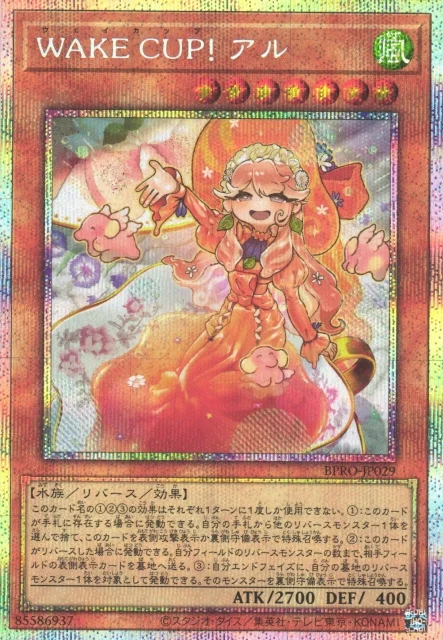 ウェイカップ
WAKE CUP! アル
風
BPRO-JP029
【水族／リバース／効果】
このカード名の①②③の効果はそれぞれ1ターンに1度しか使用できない。①：このカード
が手札に存在する場合に発動できる。自分の手札から他のリバースモンスター1体を
選んで捨て、このカードを表側攻撃表示か裏側守備表示で特殊召喚する。②：このカード
がリバースした場合に発動できる。自分フィールドのリバースモンスターの数まで、相手フィー
ルドの表側表示カードを墓地へ送る。③：自分エンドフェイズに、自分の墓地のリバース
モンスター1体を対象として発動できる。そのモンスターを裏側守備表示で特殊召喚する。
ATK/2700 DEF/ 400
85586937
©スタジオ・ダイス／集英社・テレビ東京・KONAMI